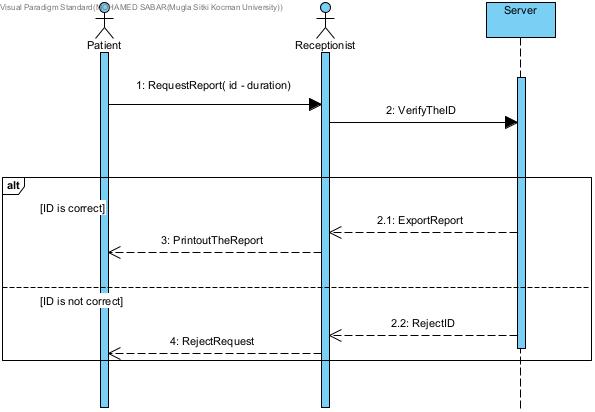 Visual Paradigm Standard(MOHAMED SABAR(Mugla Sitki Kocman University))
Server
Patient
Receptionist
1: RequestReport( id - duration)
2: VerifyTheID
alt
[ID is correct]
2.1: ExportReport
3: PrintoutTheReport
[ID is not correct]
2.2: RejectID
4: RejectRequest